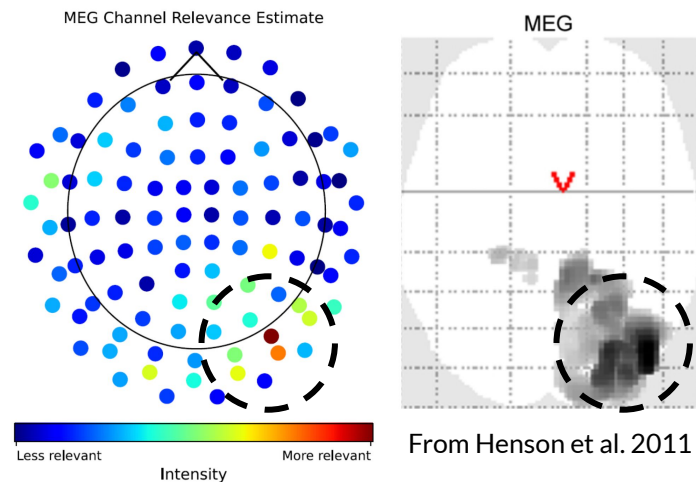 MEG Channel Relevance Estimate
MEG
Less relevant
More relevant
Intensity
From Henson et al. 2011